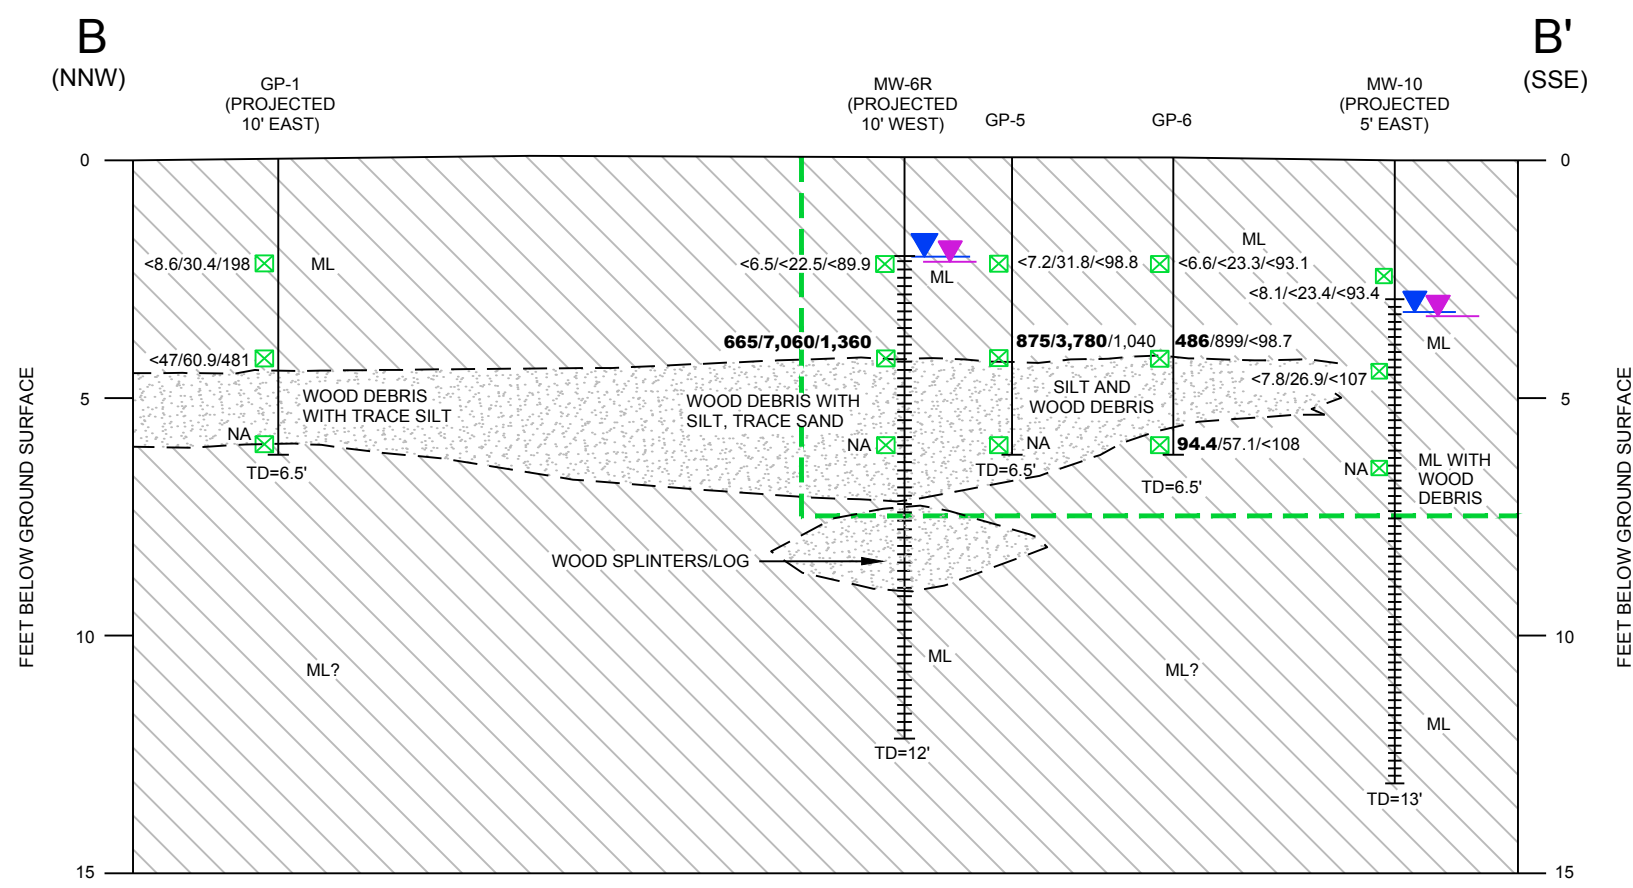 B
(NNW)
B'
(SSE)
GP-1
(PROJECTED
10' EAST)
MW-6R
(PROJECTED
10' WEST)
GP-5
GP-6
MW-10
(PROJECTED
5' EAST)
0
0
ML
<8.6/30.4/198
ML
<6.5/<22.5/<89.9
ML
<7.2/31.8/<98.8
<6.6/<23.3/<93.1
<8.1/<23.4/<93.4
665/7,060/1,360
875/3,780/1,040
486/899/<98.7
ML
<47/60.9/481
<7.8/26.9/<107
5
5
WOOD DEBRIS
WITH TRACE SILT
WOOD DEBRIS WITH
SILT, TRACE SAND
SILT AND
WOOD DEBRIS
NA
NA
NA
94.4/57.1/<108
NA
ML WITH
WOOD
DEBRIS
TD=6.5'
TD=6.5'
TD=6.5'
WOOD SPLINTERS/LOG
10
10
ML?
ML
ML?
ML
TD=12'
TD=13'
15
15
FEET BELOW GROUND SURFACE
FEET BELOW GROUND SURFACE